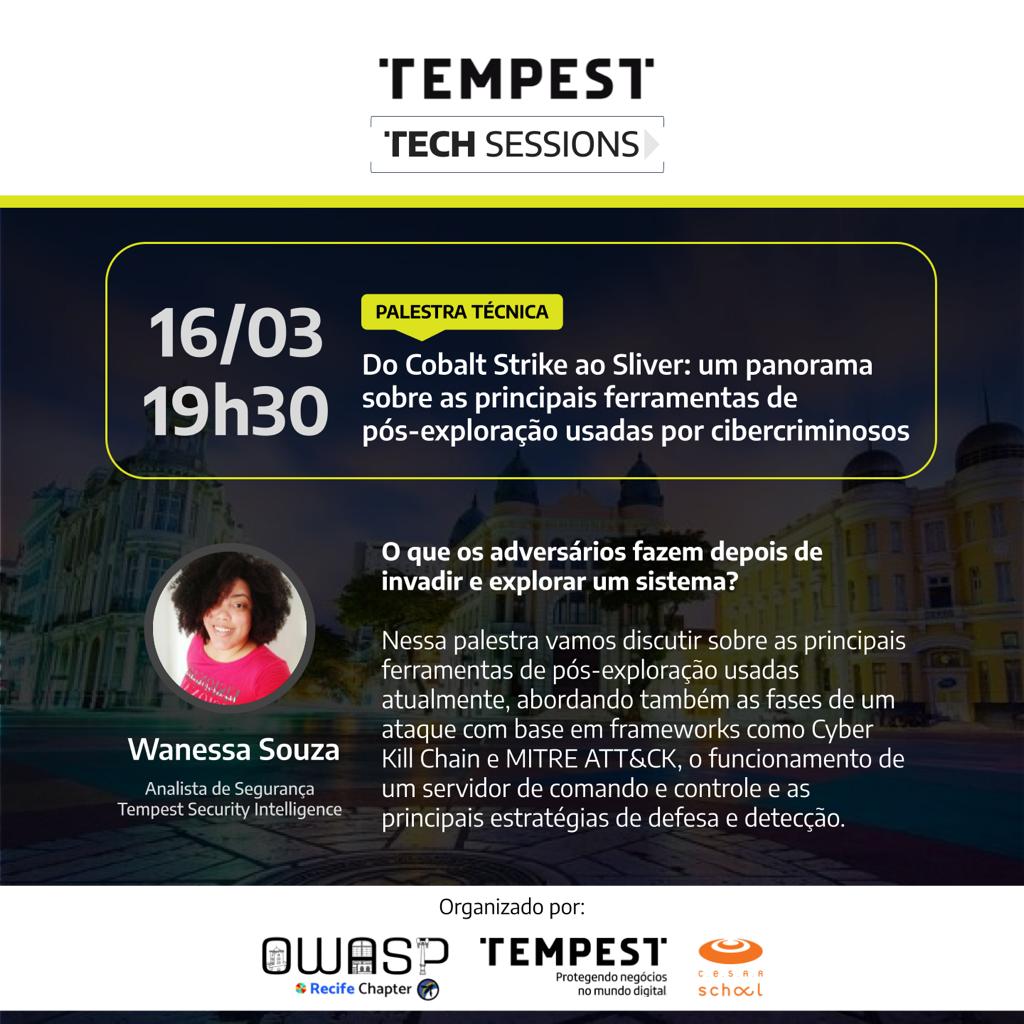 TEMPEST
TECH SESSIONS
16/03
19h30
PALESTRA TÉCNICA
Do Cobalt Strike ao Sliver: um panorama
sobre as principais ferramentas de
pós-exploração usadas por cibercriminosos
O que os adversários fazem depois de
invadir e explorar um sistema?
Nessa palestra vamos discutir sobre as principais
ferramentas de pós-exploração usadas
atualmente, abordando também as fases de um
ataque com base em frameworks como Cyber
Kill Chain e MITRE ATT&CK, o funcionamento de
um servidor de comando e controle e as
principais estratégias de defesa e detecção.
Wanessa Souza
Analista de Segurança
Tempest Security Intelligence
Organizado por:
OWASP
Recife Chapter
TEMPEST
Protegendo negócios
no mundo digital
C.E.S.A.R
school